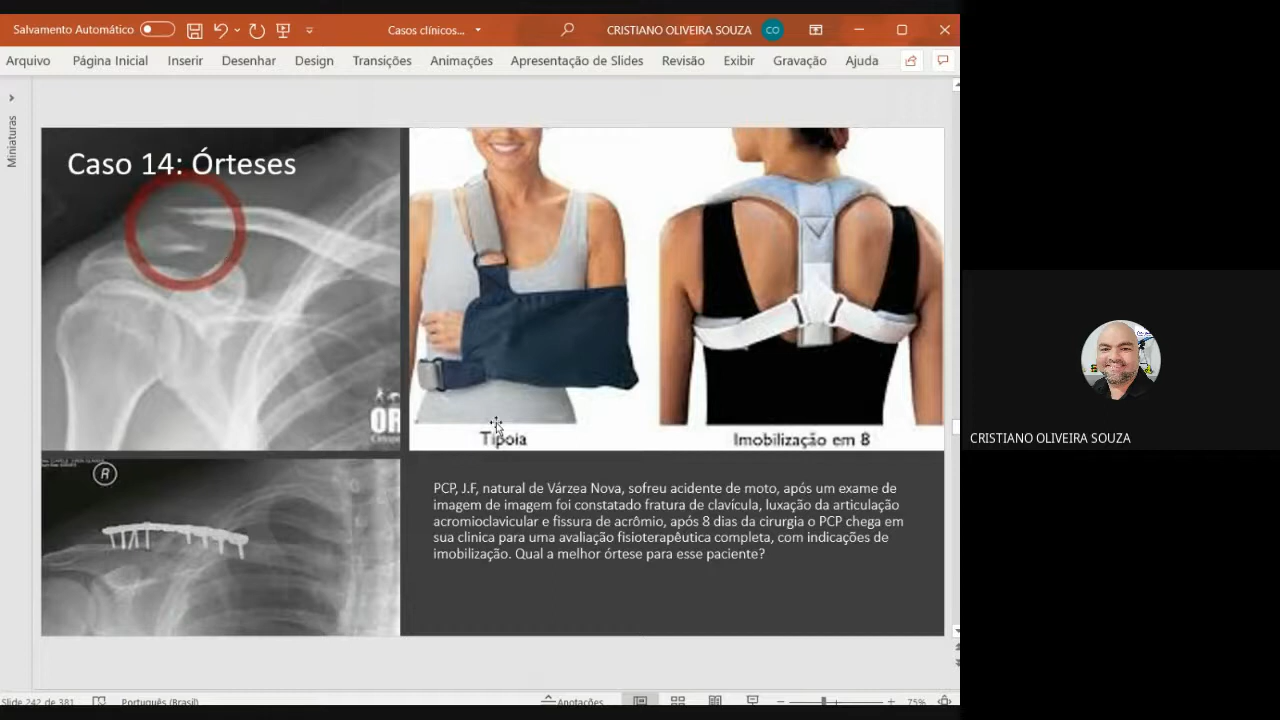 Salvamento Automático
Casos clínicos...
CRISTIANO OLIVEIRA SOUZA
CO
Arquivo Página Inicial Inserir Desenhar Design Transições Animações Apresentação de Slides Revisão Exibir Gravação Ajuda
Miniaturas
Caso 14: Órteses
OR
Tipoia
Imobilização em 8
R
PCP, J.F, natural de Várzea Nova, sofreu acidente de moto, após um exame de
imagem de imagem foi constatado fratura de clavícula, luxação da articulação
acromioclavicular e fissura de acrômio, após 8 dias da cirurgia o PCP chega em
sua clinica para uma avaliação fisioterapêutica completa, com indicações de
imobilização. Qual a melhor órtese para esse paciente?
CRISTIANO OLIVEIRA SOUZA
Slide 242 de 381 Português (Brasil) Anotações 75%